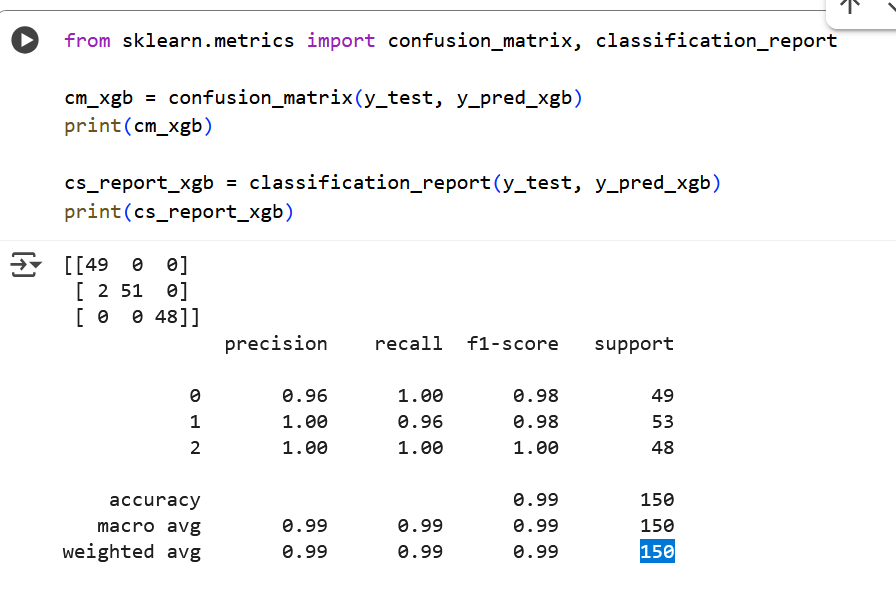 from sklearn.metrics import confusion_matrix, classification_report
cm_xgb = confusion_matrix(y_test, y_pred_xgb)
print(cm_xgb)
cs_report_xgb = classification_report(y_test, y_pred_xgb)
print(cs_report_xgb)
[[49  0  0]
 [ 2 51  0]
 [ 0  0 48]]
              precision    recall  f1-score   support
           0       0.96      1.00      0.98        49
           1       1.00      0.96      0.98        53
           2       1.00      1.00      1.00        48
    accuracy                           0.99       150
   macro avg       0.99      0.99      0.99       150
weighted avg       0.99      0.99      0.99       150